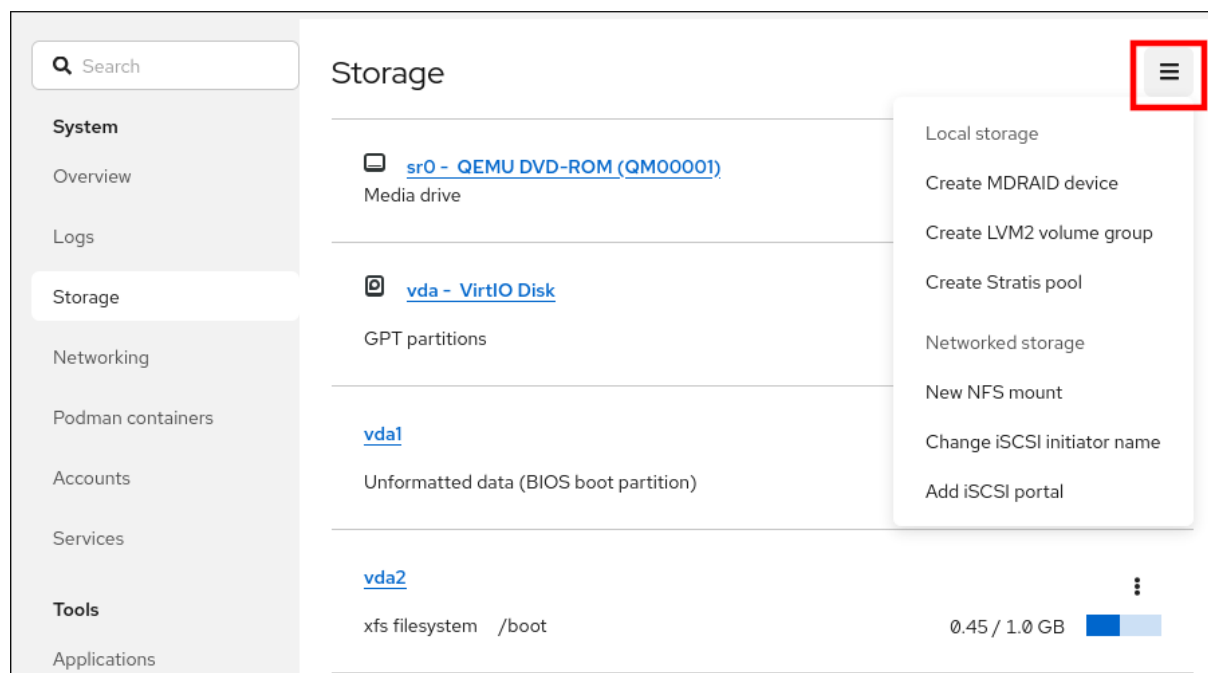 Search
System
Overview
Logs
Storage
Networking
Podman containers
Accounts
Services
Tools
Applications
Storage
sr0 - QEMU DVD-ROM (QM00001)
Media drive
vda - VirtIO Disk
GPT partitions
vda1
Unformatted data (BIOS boot partition)
vda2
xfs filesystem /boot
0.45 / 1.0 GB
Local storage
Create MDRAID device
Create LVM2 volume group
Create Stratis pool
Networked storage
New NFS mount
Change iSCSI initiator name
Add iSCSI portal